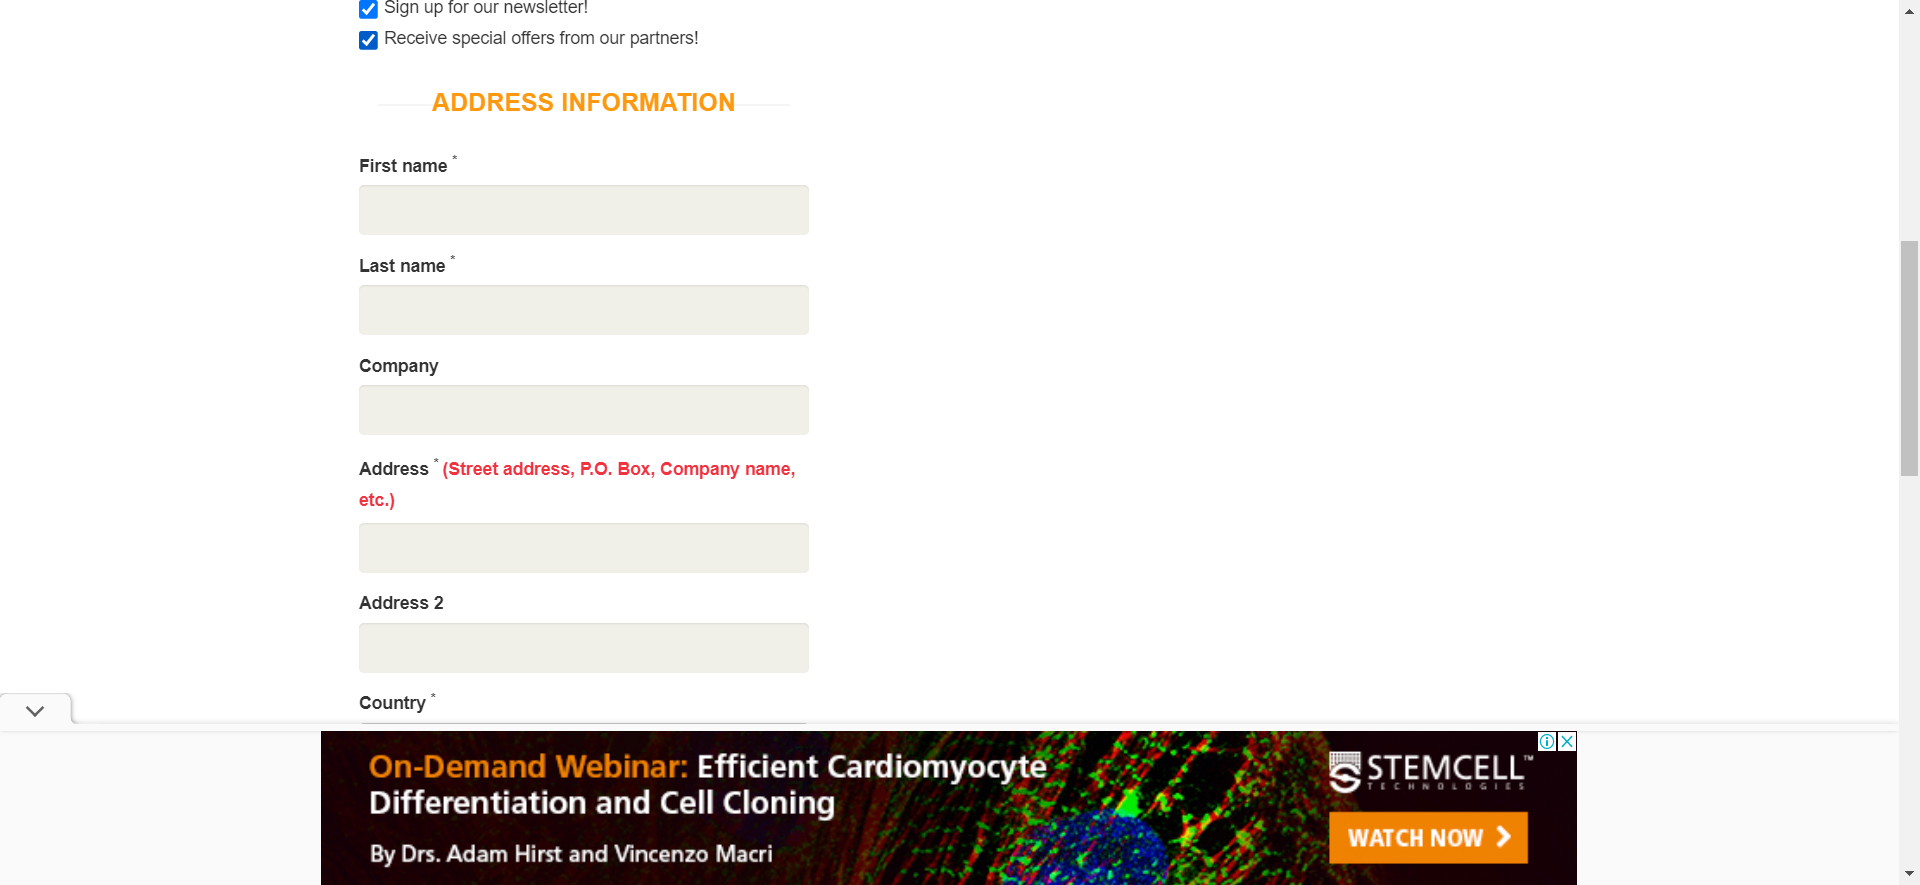 Sign up for our newsletter!
Receive special offers from our partners!
ADDRESS INFORMATION
First name *
Last name *
Company
Address * (Street address, P.O. Box, Company name,
etc.)
Address 2
Country *
On-Demand Webinar: Efficient Cardiomyocyte
Differentiation and Cell Cloning
By Drs. Adam Hirst and Vincenzo Macri
STEMCELL™
TECHNOLOGIES
WATCH NOW